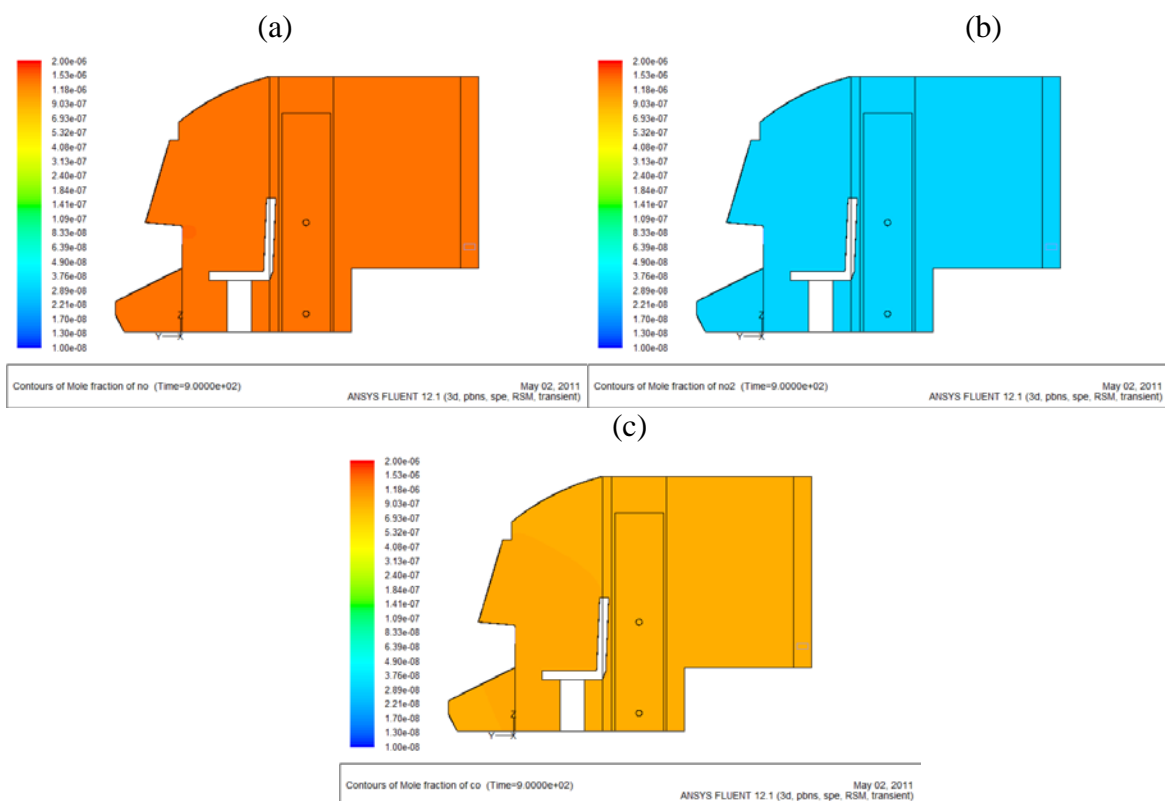 (a)
(b)
2.00e-06
1.53e-06
1.18e-06
9.03e-07
6.93e-07
5.32e-07
4.08e-07
3.13e-07
2.40e-07
1.84e-07
1.41e-07
1.09e-07
8.33e-08
6.39e-08
4.90e-08
3.76e-08
2.89e-08
2.21e-08
1.70e-08
1.30e-08
1.00e-08
Z
Y
X
Contours of Mole fraction of no (Time=9.0000e+02)
May 02, 2011
ANSYS FLUENT 12.1 (3d, pbns, spe, RSM, transient)
2.00e-06
1.53e-06
1.18e-06
9.03e-07
6.93e-07
5.32e-07
4.08e-07
3.13e-07
2.40e-07
1.84e-07
1.41e-07
1.09e-07
8.33e-08
6.39e-08
4.90e-08
3.76e-08
2.89e-08
2.21e-08
1.70e-08
1.30e-08
1.00e-08
Z
Y
X
Contours of Mole fraction of no2 (Time=9.0000e+02)
May 02, 2011
ANSYS FLUENT 12.1 (3d, pbns, spe, RSM, transient)
(c)
2.00e-06
1.53e-06
1.18e-06
9.03e-07
6.93e-07
5.32e-07
4.08e-07
3.13e-07
2.40e-07
1.84e-07
1.41e-07
1.09e-07
8.33e-08
6.39e-08
4.90e-08
3.76e-08
2.89e-08
2.21e-08
1.70e-08
1.30e-08
1.00e-08
Z
Y
X
Contours of Mole fraction of co (Time=9.0000e+02)
May 02, 2011
ANSYS FLUENT 12.1 (3d, pbns, spe, RSM, transient)